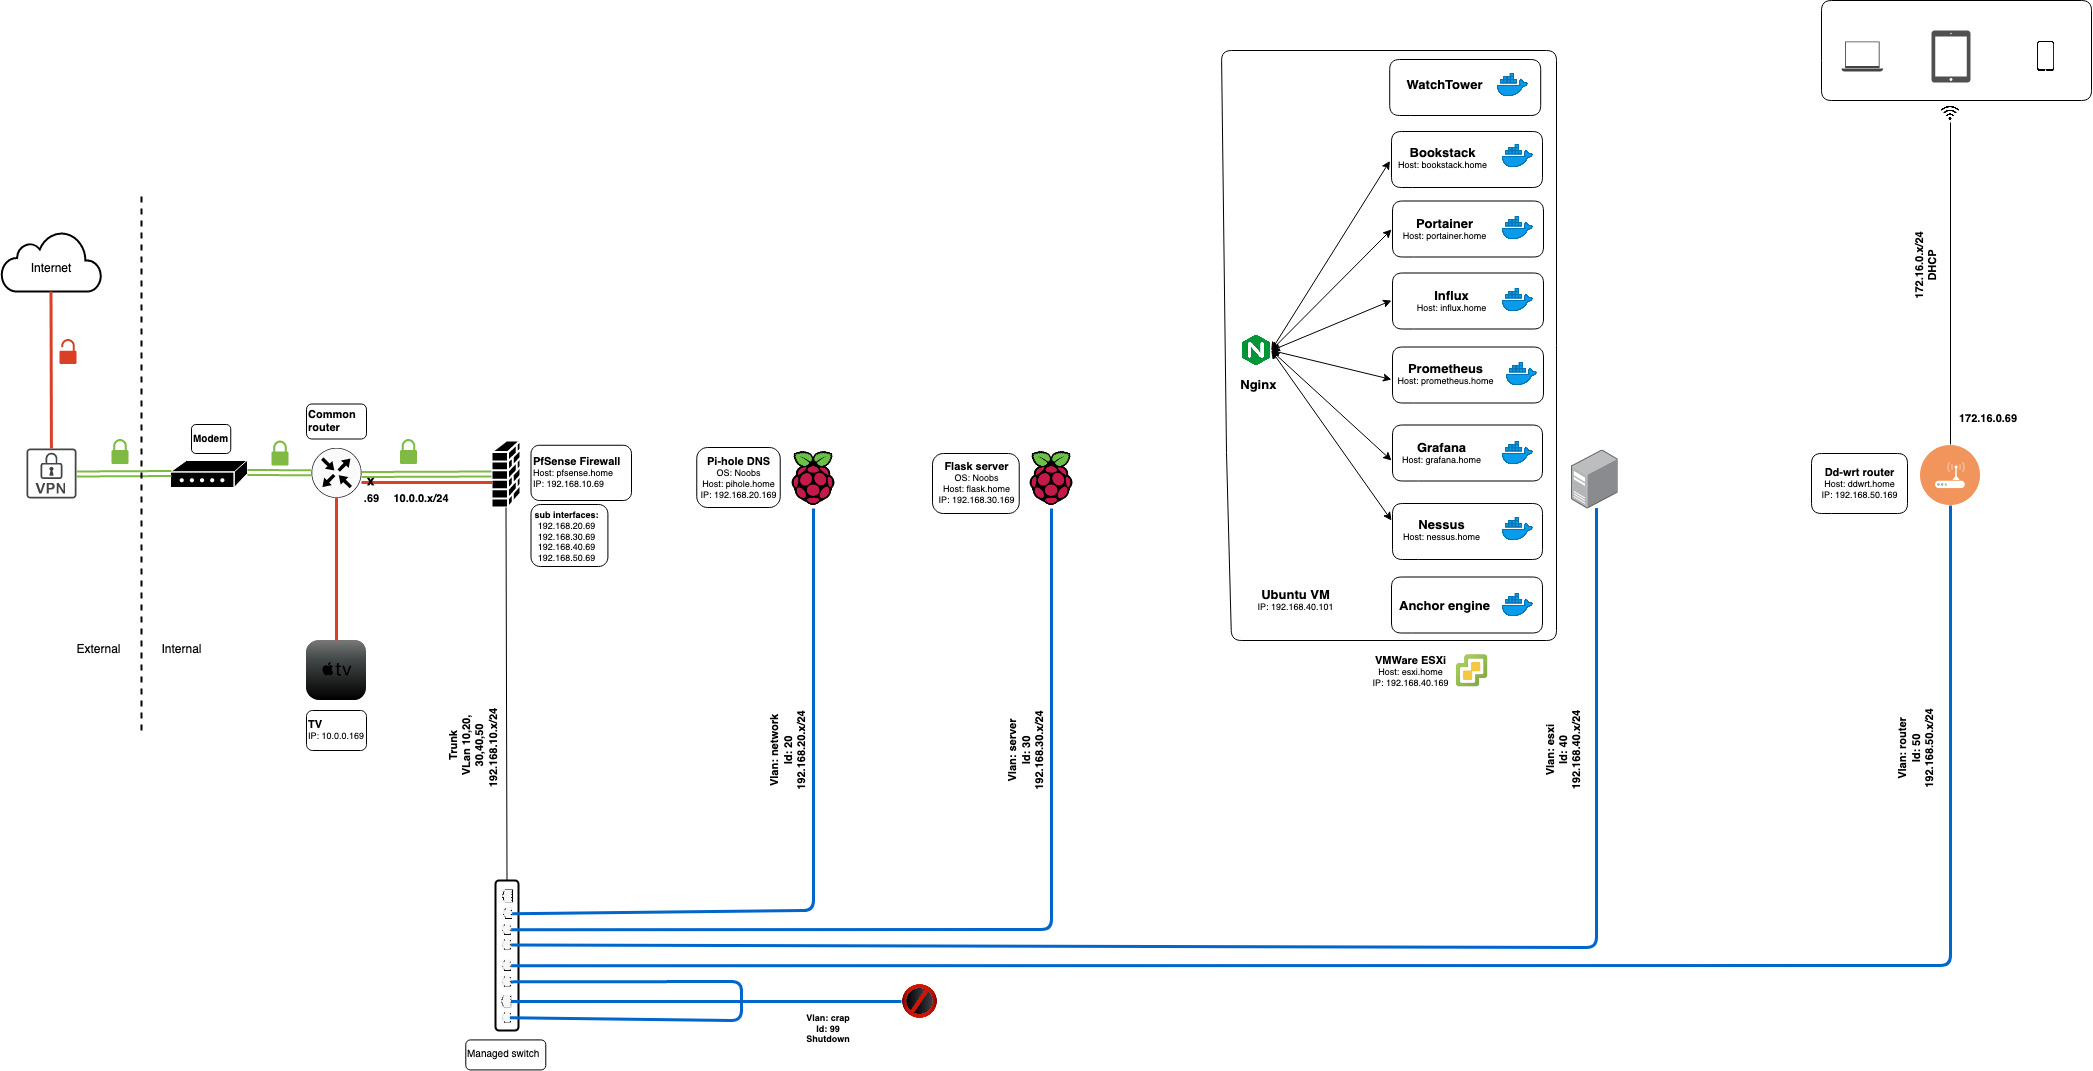 Internet
VPN
External
Internal
Modem
Common
router
x
.69
10.0.0.x/24
tv
TV
IP: 10.0.0.169
PfSense Firewall
Host: pfsense.home
IP: 192.168.10.69
sub interfaces:
192.168.20.69
192.168.30.69
192.168.40.69
192.168.50.69
Trunk
VLan 10,20,
30,40,50
192.168.10.x/24
Managed switch
Pi-hole DNS
OS: Noobs
Host: pihole.home
IP: 192.168.20.169
Vlan: network
Id: 20
192.168.20.x/24
Flask server
OS: Noobs
Host: flask.home
IP: 192.168.30.169
Vlan: server
Id: 30
192.168.30.x/24
Vlan: crap
Id: 99
Shutdown
WatchTower
Bookstack
Host: bookstack.home
Portainer
Host: portainer.home
Influx
Host: influx.home
Prometheus
Host: prometheus.home
Grafana
Host: grafana.home
Nessus
Host: nessus.home
Anchor engine
N
Nginx
Ubuntu VM
IP: 192.168.40.101
VMWare ESXi
Host: esxi.home
IP: 192.168.40.169
Vlan: esxi
Id: 40
192.168.40.x/24
172.16.0.x/24
DHCP
172.16.0.69
Dd-wrt router
Host: ddwrt.home
IP: 192.168.50.169
Vlan: router
Id: 50
192.168.50.x/24